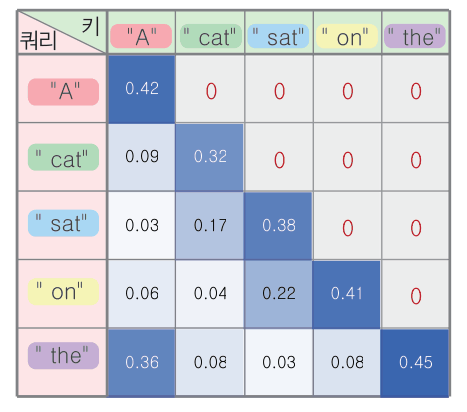 쿼리 키 "A" " cat" " sat" " on" " the"
"A" 0.42 0 0 0 0
" cat" 0.09 0.32 0 0 0
" sat" 0.03 0.17 0.38 0 0
" on" 0.06 0.04 0.22 0.41 0
" the" 0.36 0.08 0.03 0.08 0.45